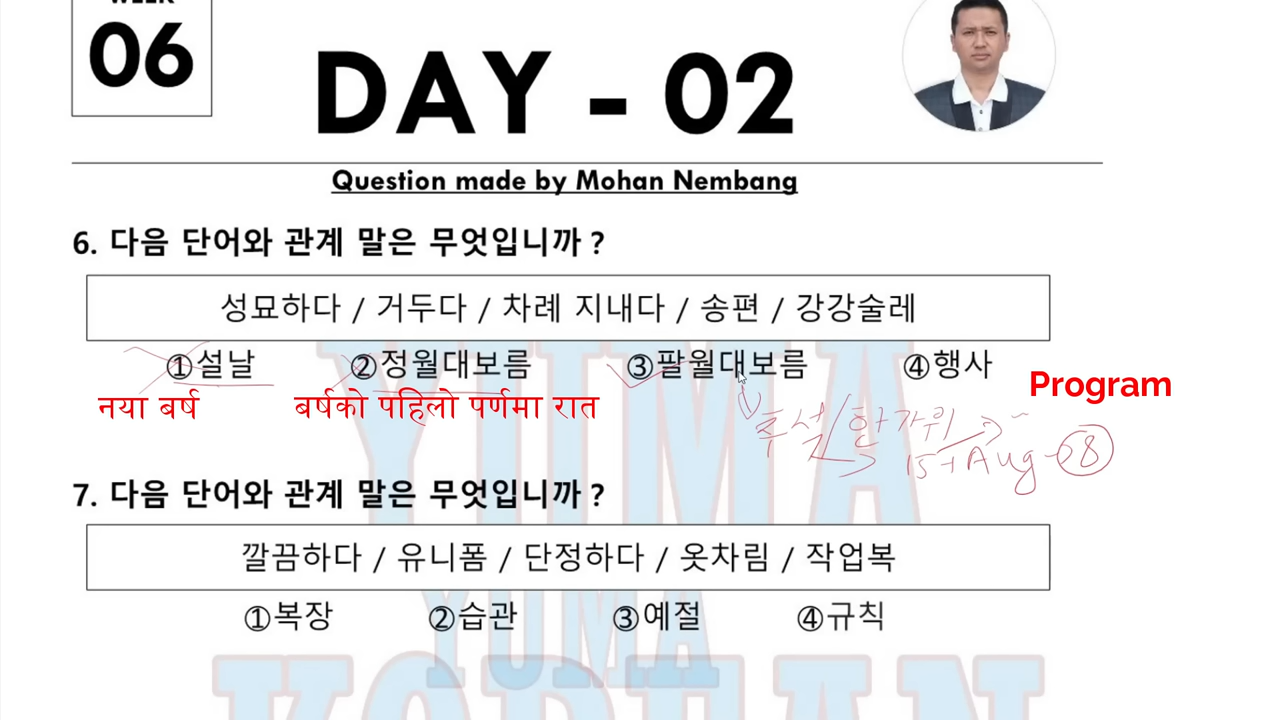 WEEK
06
DAY - 02
Question made by Mohan Nembang
6. 다음 단어와 관계 말은 무엇입니까 ?
성묘하다 / 거두다 / 차례 지내다 / 송편 / 강강술레
①설날 ②정월대보름 ③팔월대보름 ④행사
नया बर्ष बर्षको पहिलो पर्णमा रात Program
추석/한가위
15 Aug 8
7. 다음 단어와 관계 말은 무엇입니까 ?
깔끔하다 / 유니폼 / 단정하다 / 옷차림 / 작업복
①복장 ②습관 ③예절 ④규칙
YUMA
YUMA
KOREAN